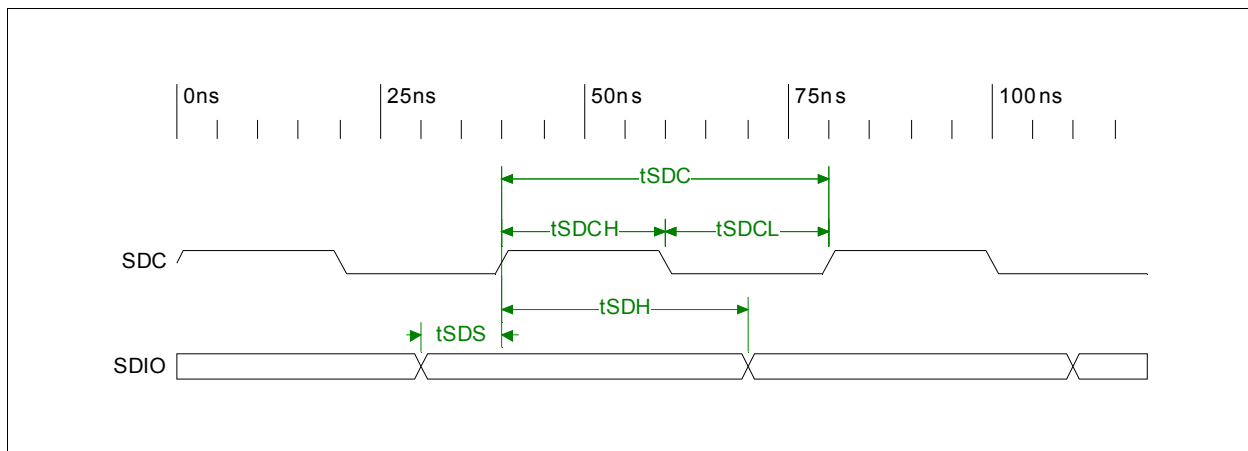 0ns 25ns 50ns 75ns 100ns
tSDC
tSDCH tSDCL
SDC
tSDH
tSDS
SDIO